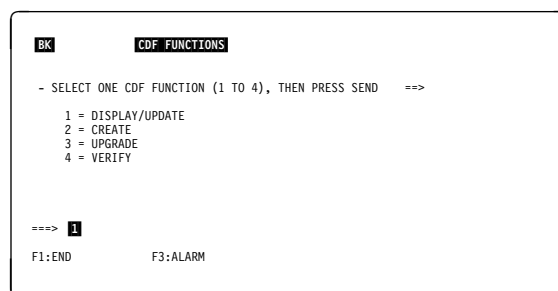 BK CDF FUNCTIONS
- SELECT ONE CDF FUNCTION (1 TO 4), THEN PRESS SEND ==>
1 = DISPLAY/UPDATE
2 = CREATE
3 = UPGRADE
4 = VERIFY
===> 1
F1:END F3:ALARM